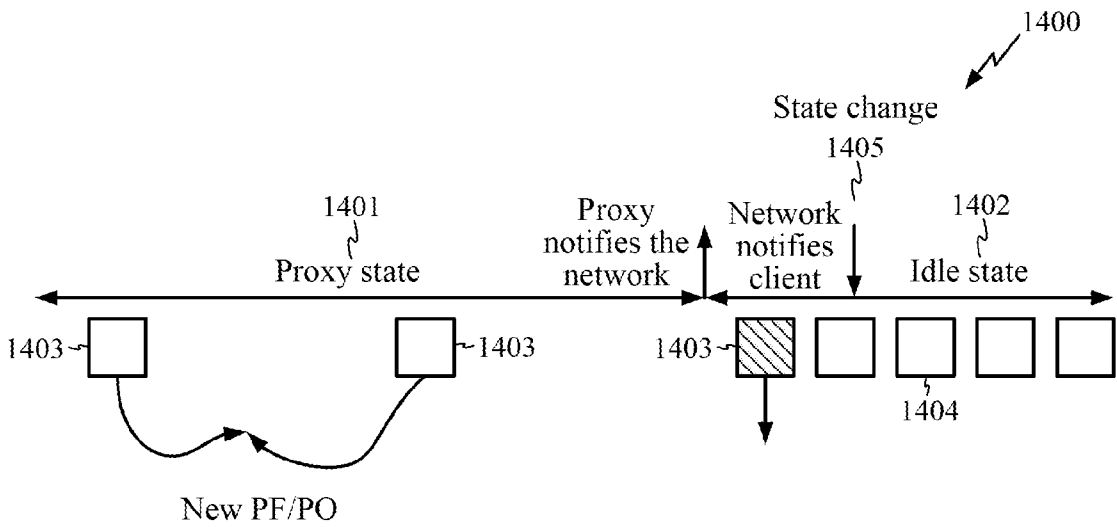 1400
State change
1405
1401
Proxy
notifies the
network
Network
notifies
client
1402
Proxy state
Idle state
1403
1403
1403
1404
New PF/PO